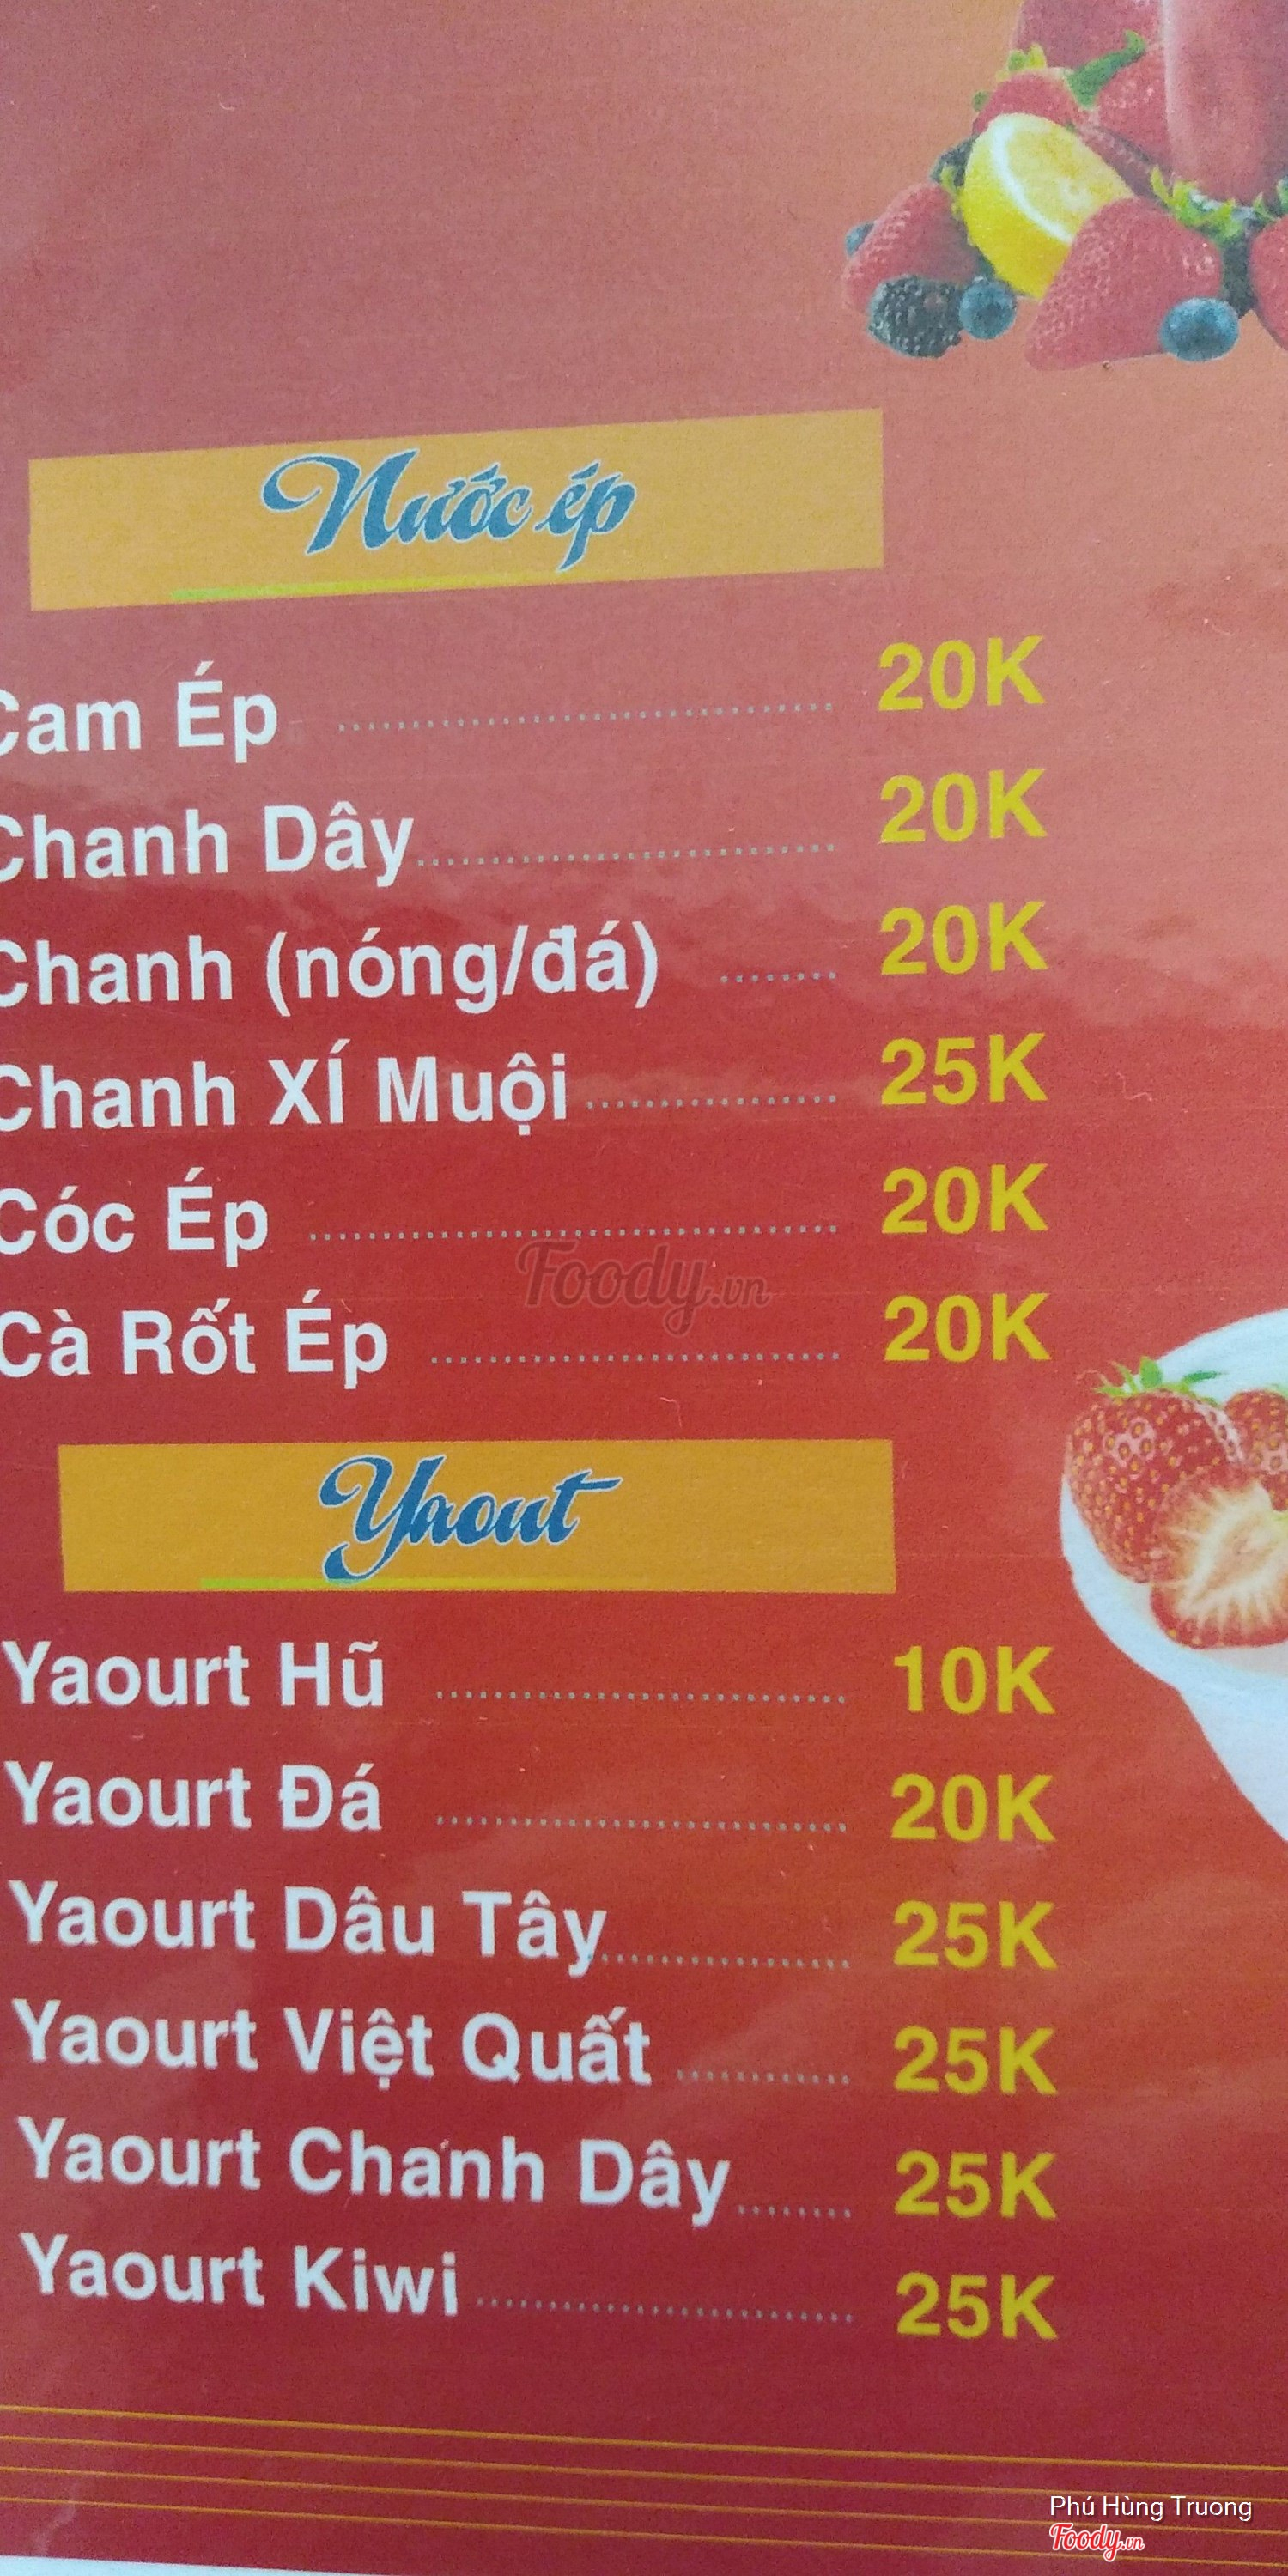 Nước ép
Cam Ép 20K
Chanh Dây 20K
Chanh (nóng/đá) 20K
Chanh XÍ Muội 25K
Cóc Ép 20K
Foody.vn
Cà Rốt Ép 20K
Yaout
Yaourt Hũ 10K
Yaourt Đá 20K
Yaourt Dâu Tây 25K
Yaourt Việt Quất 25K
Yaourt Chanh Dây 25K
Yaourt Kiwi 25K
Phú Hùng Truong
Foody.vn